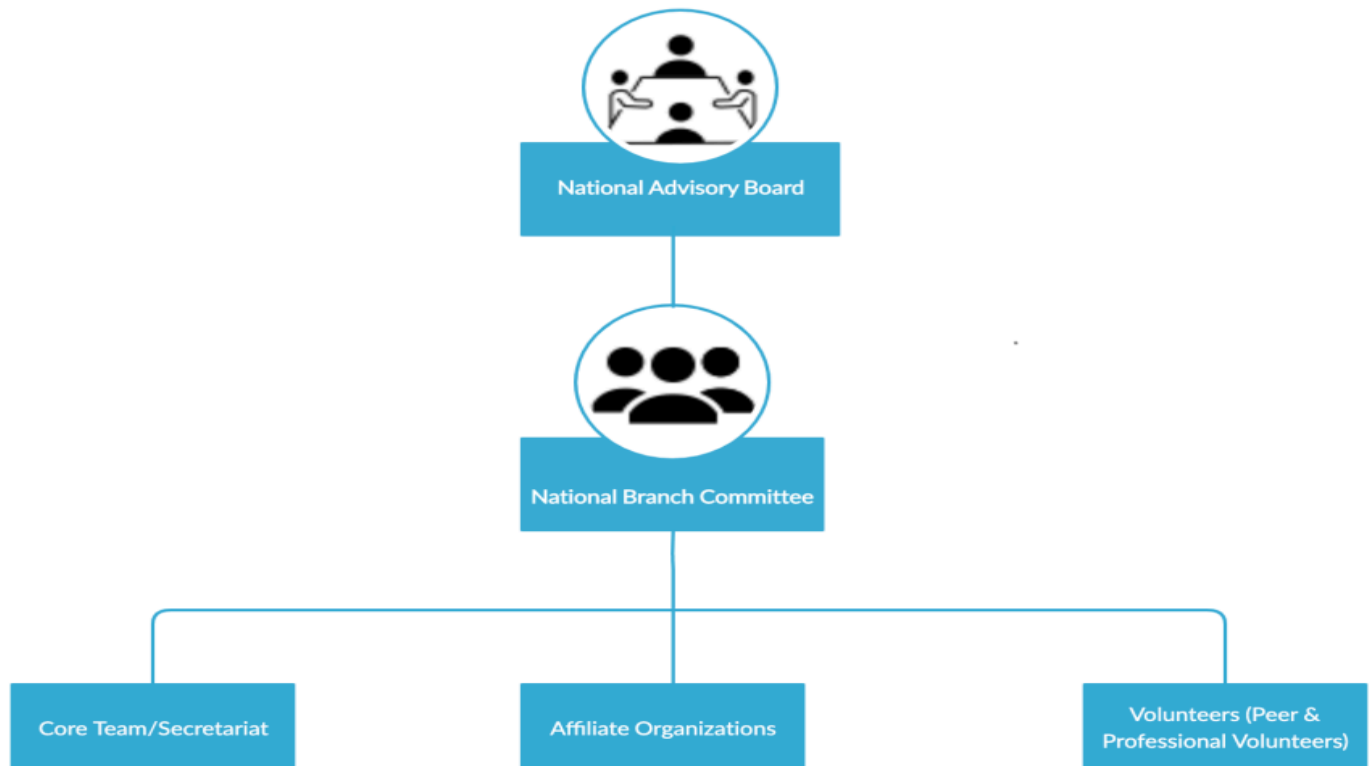 National Advisory Board
National Branch Committee
Core Team/Secretariat
Affiliate Organizations
Volunteers (Peer &
Professional Volunteers)